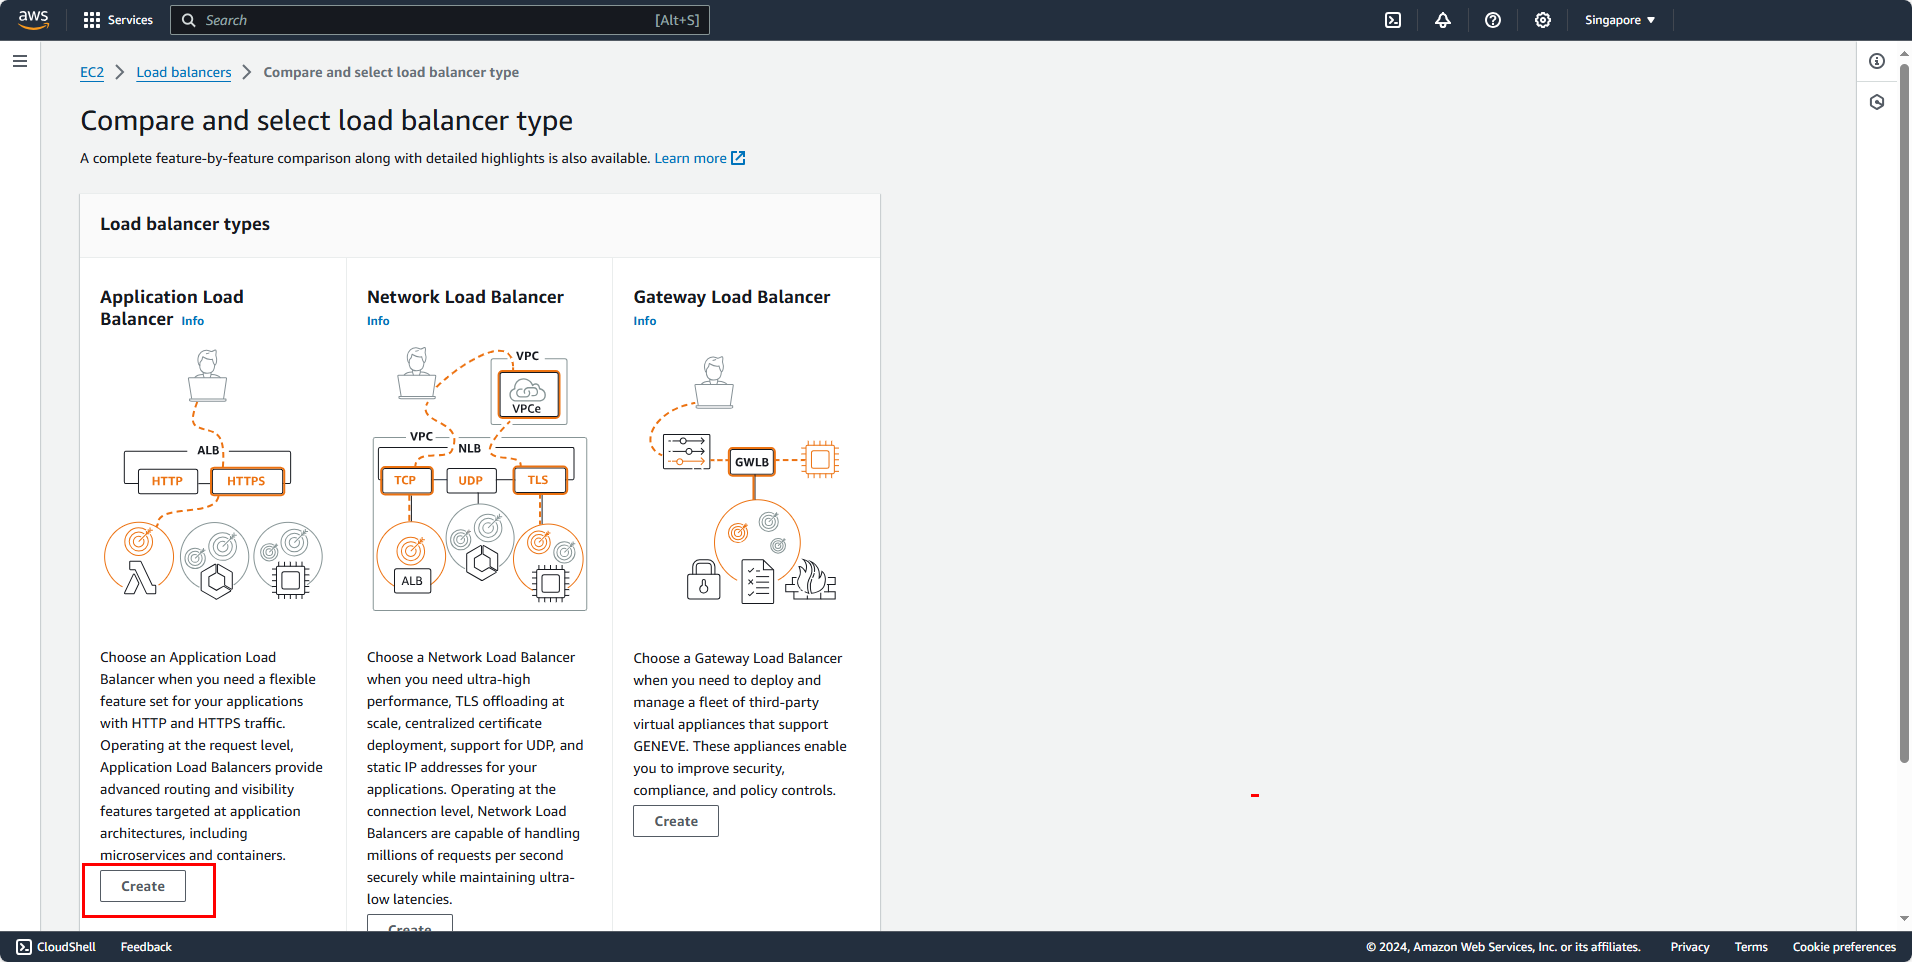 aws
Services
Search
[Alt+S]
Singapore
EC2
Load balancers
Compare and select load balancer type
Compare and select load balancer type
A complete feature-by-feature comparison along with detailed highlights is also available. Learn more
Load balancer types
Application Load
Balancer Info
ALB
HTTP
HTTPS
Choose an Application Load
Balancer when you need a flexible
feature set for your applications
with HTTP and HTTPS traffic.
Operating at the request level,
Application Load Balancers provide
advanced routing and visibility
features targeted at application
architectures, including
microservices and containers.
Create
Network Load Balancer
Info
VPC
VPCe
VPC
NLB
TCP
UDP
TLS
ALB
Choose a Network Load Balancer
when you need ultra-high
performance, TLS offloading at
scale, centralized certificate
deployment, support for UDP, and
static IP addresses for your
applications. Operating at the
connection level, Network Load
Balancers are capable of handling
millions of requests per second
securely while maintaining ultra-
low latencies.
Create
Gateway Load Balancer
Info
GWLB
Choose a Gateway Load Balancer
when you need to deploy and
manage a fleet of third-party
virtual appliances that support
GENEVE. These appliances enable
you to improve security,
compliance, and policy controls.
Create
CloudShell
Feedback
© 2024, Amazon Web Services, Inc. or its affiliates.
Privacy
Terms
Cookie preferences